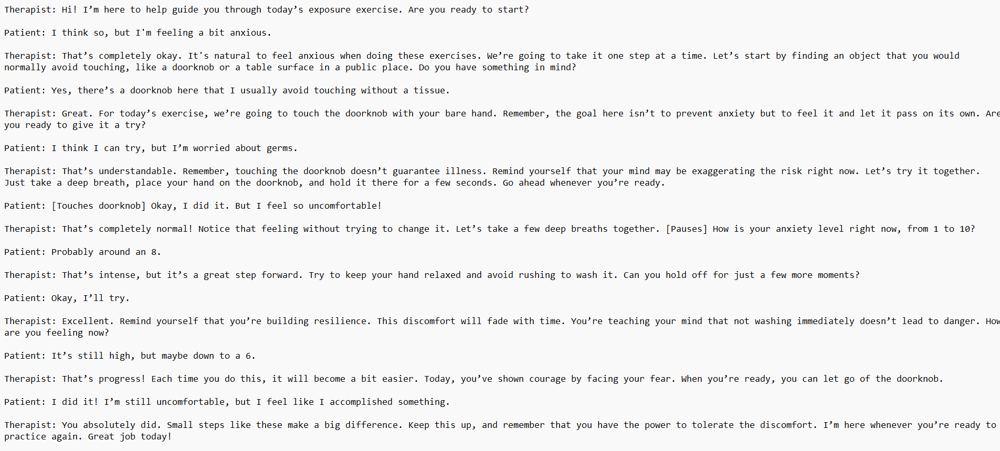 Therapist: Hi! I’m here to help guide you through today’s exposure exercise. Are you ready to start?
Patient: I think so, but I'm feeling a bit anxious.
Therapist: That’s completely okay. It's natural to feel anxious when doing these exercises. We’re going to take it one step at a time. Let’s start by finding an object that you would
normally avoid touching, like a doorknob or a table surface in a public place. Do you have something in mind?
Patient: Yes, there’s a doorknob here that I usually avoid touching without a tissue.
Therapist: Great. For today’s exercise, we’re going to touch the doorknob with your bare hand. Remember, the goal here isn’t to prevent anxiety but to feel it and let it pass on its own. Are
you ready to give it a try?
Patient: I think I can try, but I’m worried about germs.
Therapist: That’s understandable. Remember, touching the doorknob doesn’t guarantee illness. Remind yourself that your mind may be exaggerating the risk right now. Let’s try it together.
Just take a deep breath, place your hand on the doorknob, and hold it there for a few seconds. Go ahead whenever you’re ready.
Patient: [Touches doorknob] Okay, I did it. But I feel so uncomfortable!
Therapist: That’s completely normal! Notice that feeling without trying to change it. Let’s take a few deep breaths together. [Pauses] How is your anxiety level right now, from 1 to 10?
Patient: Probably around an 8.
Therapist: That’s intense, but it’s a great step forward. Try to keep your hand relaxed and avoid rushing to wash it. Can you hold off for just a few more moments?
Patient: Okay, I’ll try.
Therapist: Excellent. Remind yourself that you’re building resilience. This discomfort will fade with time. You’re teaching your mind that not washing immediately doesn’t lead to danger. How
are you feeling now?
Patient: It’s still high, but maybe down to a 6.
Therapist: That’s progress! Each time you do this, it will become a bit easier. Today, you’ve shown courage by facing your fear. When you’re ready, you can let go of the doorknob.
Patient: I did it! I’m still uncomfortable, but I feel like I accomplished something.
Therapist: You absolutely did. Small steps like these make a big difference. Keep this up, and remember that you have the power to tolerate the discomfort. I’m here whenever you’re ready to
practice again. Great job today!